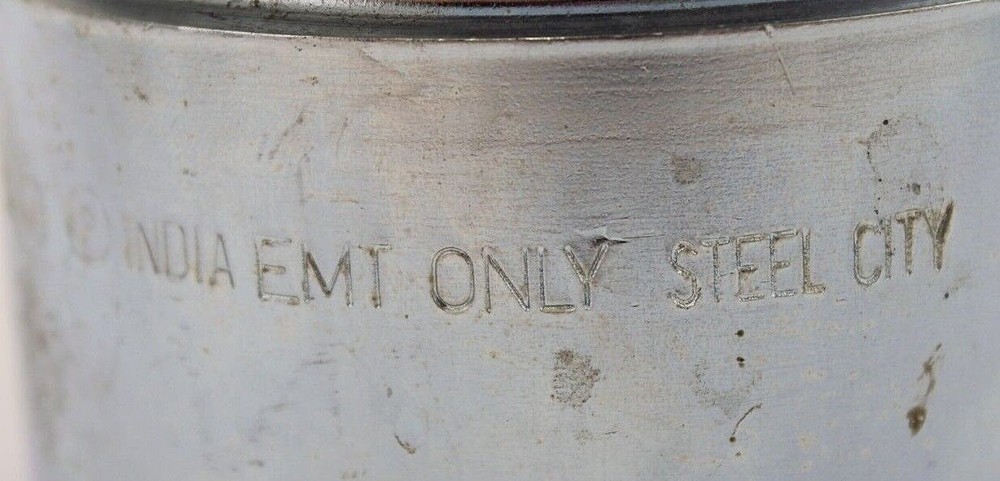 INDIA EMT ONLY STEEL CITY